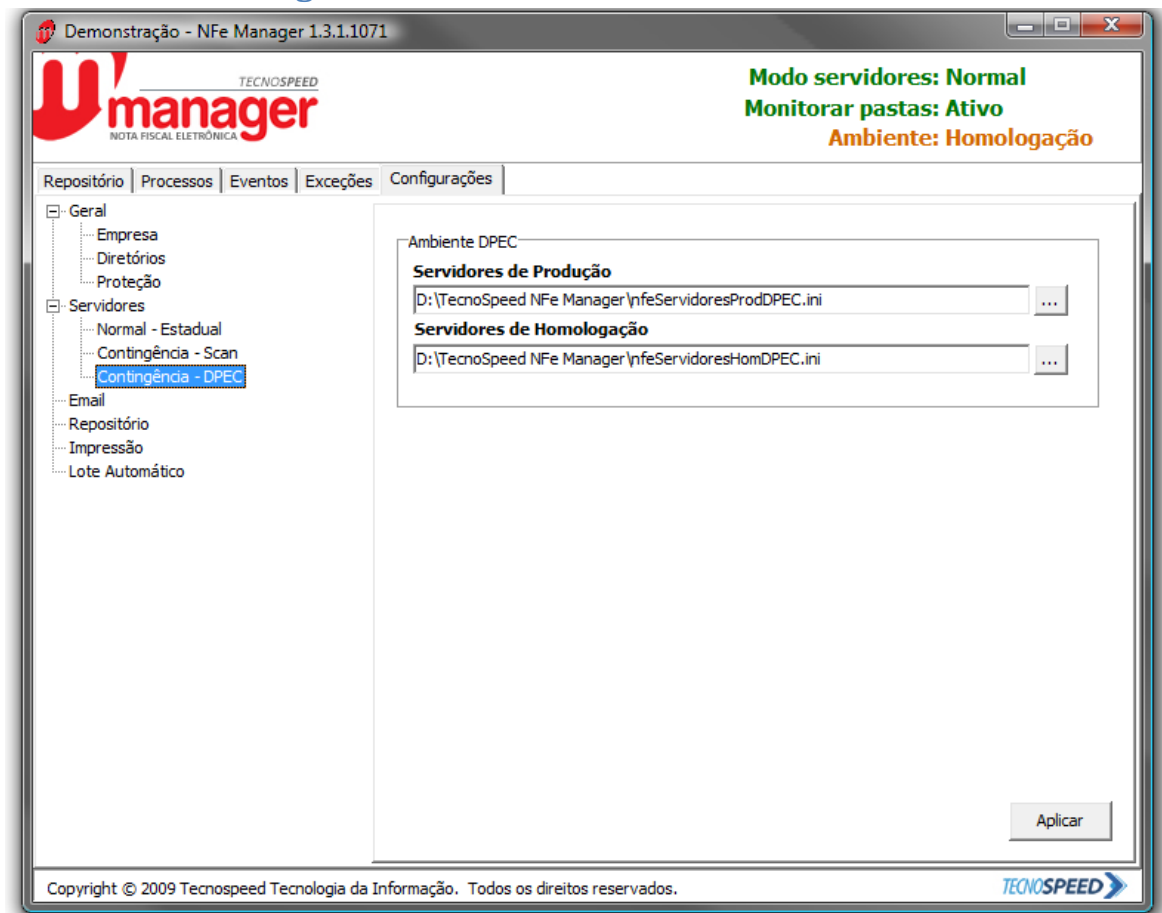 Demonstração - NFe Manager 1.3.1.1071
TECNOSPEED
manager
NOTA FISCAL ELETRÔNICA
Modo servidores: Normal
Monitorar pastas: Ativo
Ambiente: Homologação
Repositório Processos Eventos Exceções Configurações
Geral
Empresa
Diretórios
Proteção
Servidores
Normal - Estadual
Contingência - Scan
Contingência - DPEC
Email
Repositório
Impressão
Lote Automático
Ambiente DPEC
Servidores de Produção
D:\TecnoSpeed NFe Manager\nfeServidoresProdDPEC.ini ...
Servidores de Homologação
D:\TecnoSpeed NFe Manager\nfeServidoresHomDPEC.ini ...
Aplicar
Copyright © 2009 Tecnospeed Tecnologia da Informação. Todos os direitos reservados.
TECNOSPEED